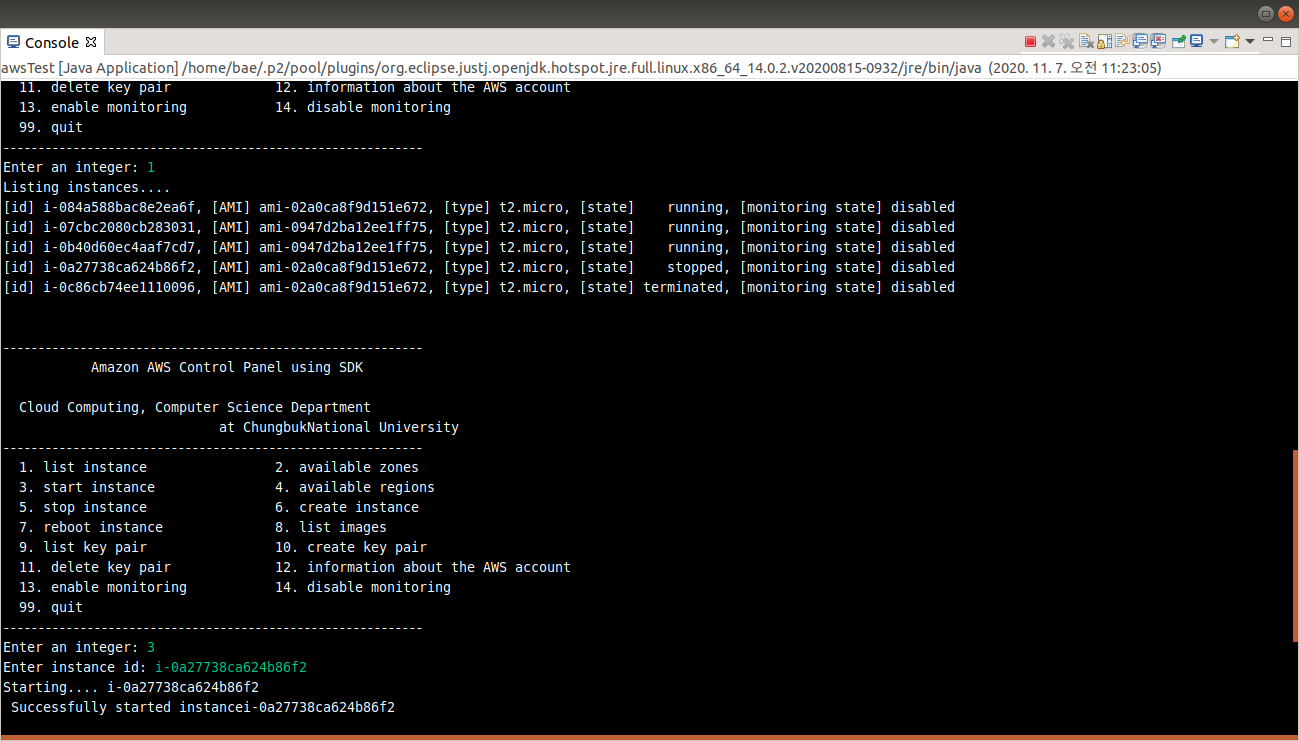 Console
awsTest [Java Application] /home/bae/.p2/pool/plugins/org.eclipse.justj.openjdk.hotspot.jre.full.linux.x86_64_14.0.2.v20200815-0932/jre/bin/java (2020. 11. 7. 오전 11:23:05)
11. delete key pair 12. information about the AWS account
13. enable monitoring 14. disable monitoring
99. quit
------------------------------------------------------------
Enter an integer: 1
Listing instances....
[id] i-084a588bac8e2ea6f, [AMI] ami-02a0ca8f9d151e672, [type] t2.micro, [state] running, [monitoring state] disabled
[id] i-07cbc2080cb283031, [AMI] ami-0947d2ba12ee1ff75, [type] t2.micro, [state] running, [monitoring state] disabled
[id] i-0b40d60ec4aaf7cd7, [AMI] ami-0947d2ba12ee1ff75, [type] t2.micro, [state] running, [monitoring state] disabled
[id] i-0a27738ca624b86f2, [AMI] ami-02a0ca8f9d151e672, [type] t2.micro, [state] stopped, [monitoring state] disabled
[id] i-0c86cb74ee1110096, [AMI] ami-02a0ca8f9d151e672, [type] t2.micro, [state] terminated, [monitoring state] disabled
------------------------------------------------------------
Amazon AWS Control Panel using SDK
Cloud Computing, Computer Science Department
at ChungbukNational University
------------------------------------------------------------
1. list instance 2. available zones
3. start instance 4. available regions
5. stop instance 6. create instance
7. reboot instance 8. list images
9. list key pair 10. create key pair
11. delete key pair 12. information about the AWS account
13. enable monitoring 14. disable monitoring
99. quit
------------------------------------------------------------
Enter an integer: 3
Enter instance id: i-0a27738ca624b86f2
Starting.... i-0a27738ca624b86f2
Successfully started instancei-0a27738ca624b86f2